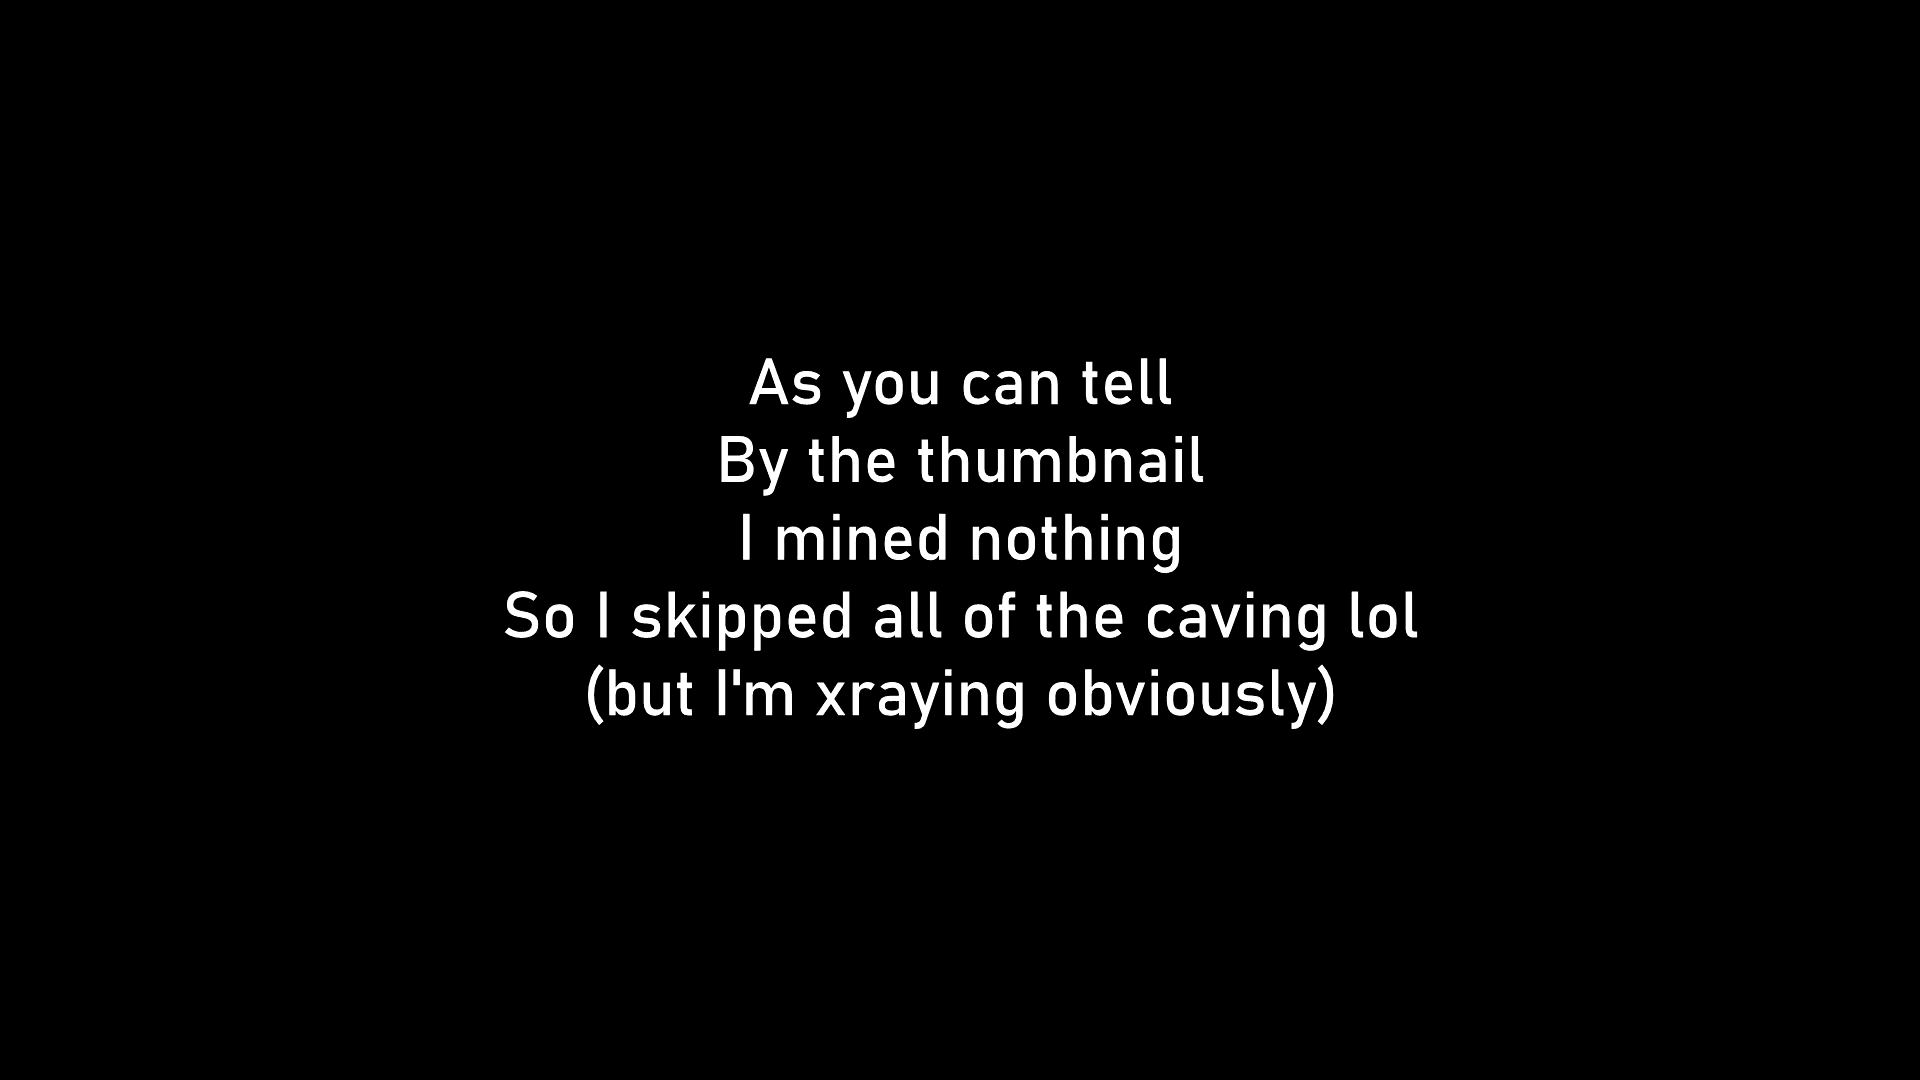 As you can tell
By the thumbnail
I mined nothing
So I skipped all of the caving lol
(but I'm xraying obviously)